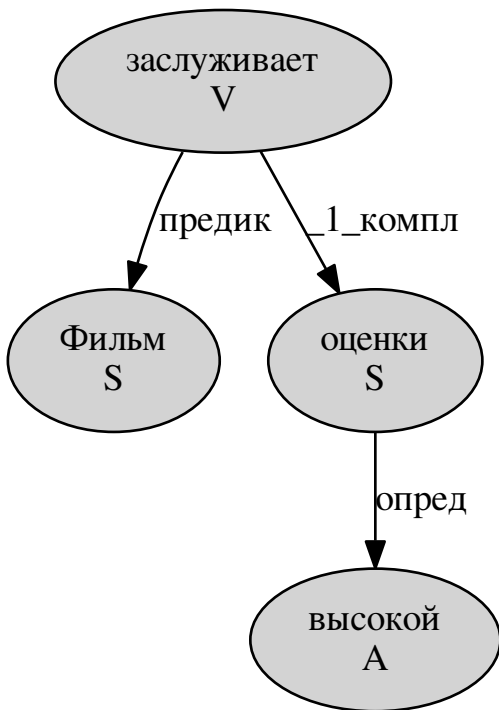 заслуживает
V
предик
_1_компл
Фильм
S
оценки
S
опред
высокой
A